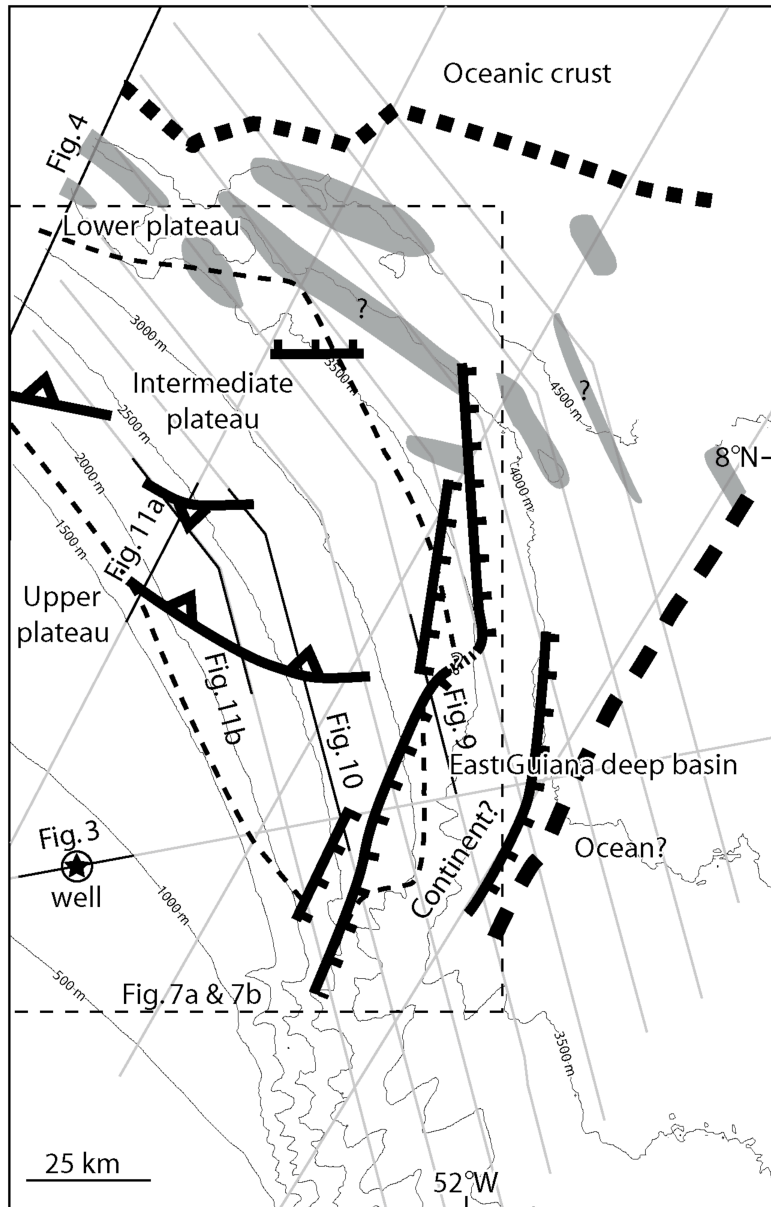 Oceanic crust
Fig. 4
Lower plateau
?
3000 m
3500 m
Intermediate
plateau
?
4500 m
2500 m
8°N
4000 m
2000 m
1500 m
Fig. 11a
Upper
plateau
?
Fig. 11b
Fig. 9
Fig. 10
East Guiana deep basin
Fig.3
Continent?
Ocean?
well
1000 m
500 m
Fig. 7a & 7b
3500 m
25 km
52°W